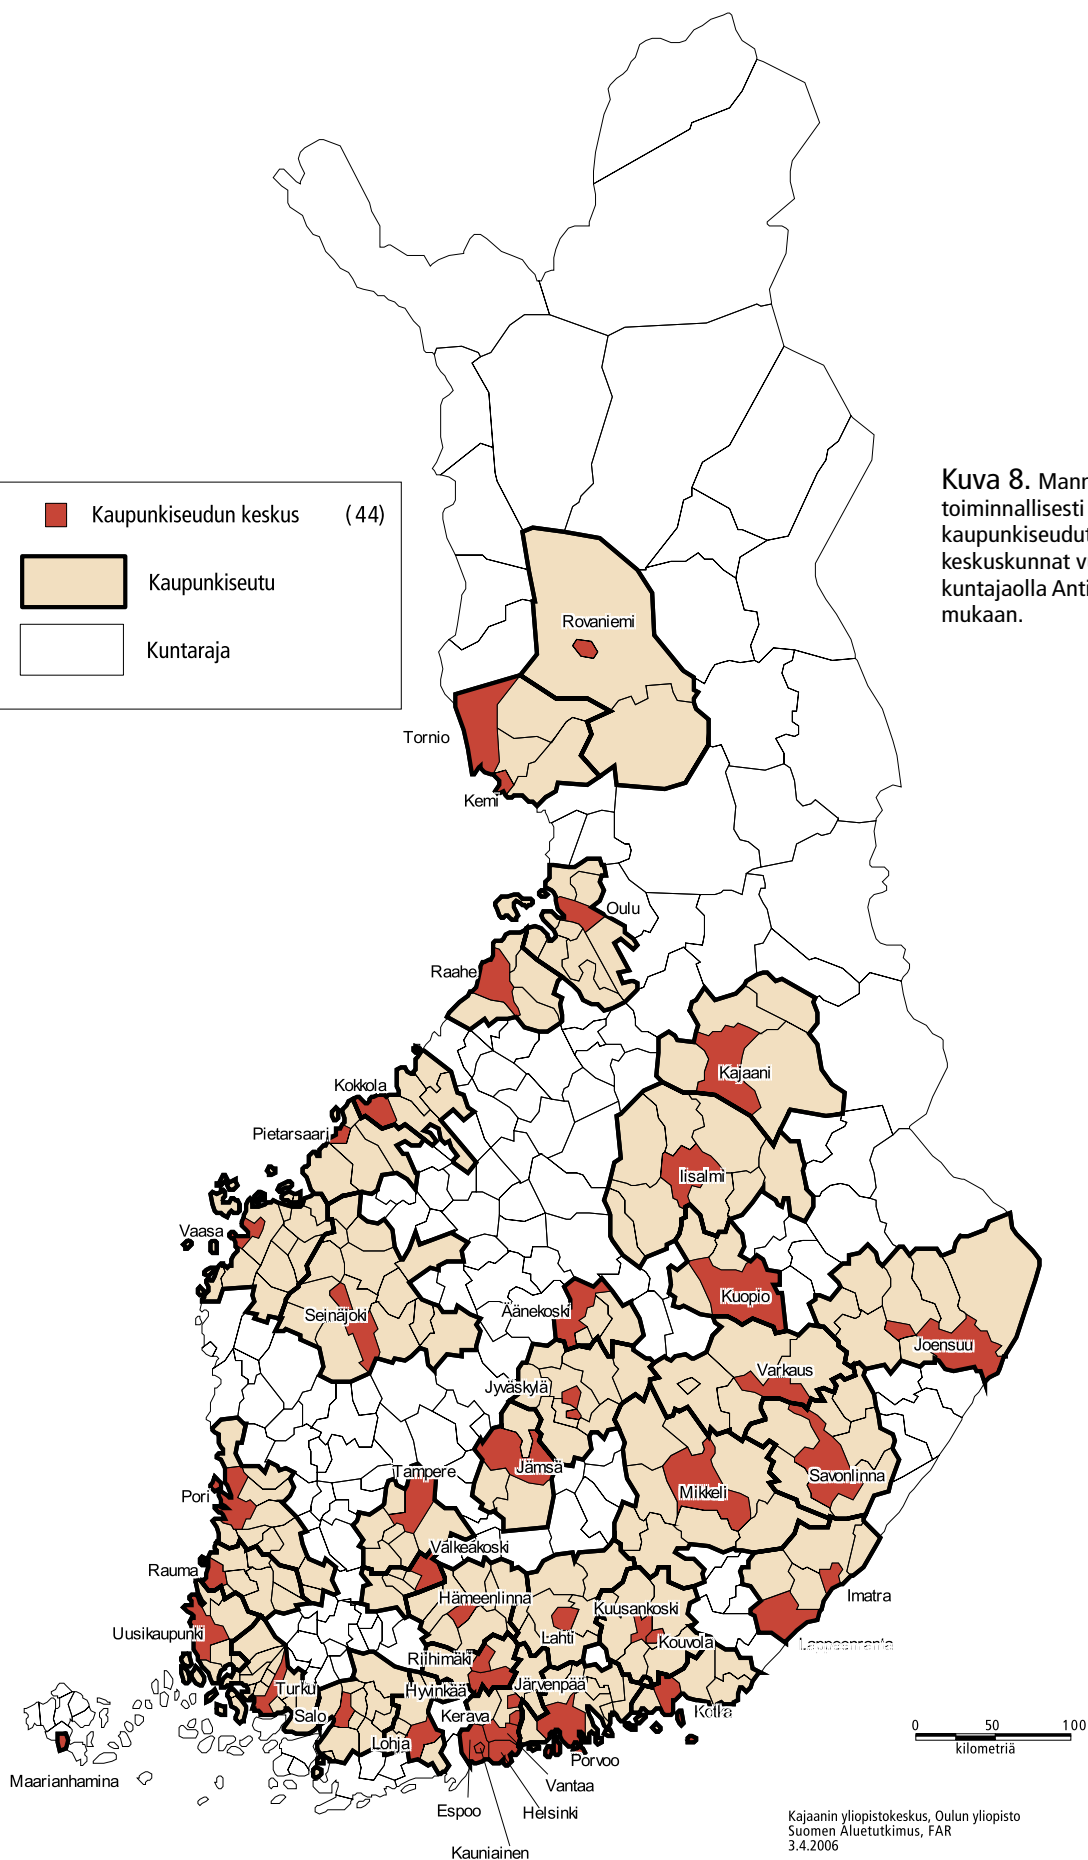 Kaupunkiseudun keskus (44)
Kaupunkiseutu
Kuntaraja
Kuva 8.
toiminnallisesti
keskuskunnat
kuntajaolla
mukaan.
Rovaniemi
Tornio
Kemi
Oulu
Raahe
Kajaani
Kokkola
Pietarsaari
Iisalmi
Vaasa
Kuopio
Äänekoski
Seinäjoki
Joensuu
Varkaus
Jyväskylä
Jämsä
Tampere
Savonlinna
Mikkeli
Pori
Valkeakoski
Rauma
Imatra
Hämeenlinna
Kuusankoski
Uusikaupunki
Lahti
Kouvola
Lappeenranta
Riihimäki
Turku
Hyvinkää
Järvenpää
Salo
Kerava
Kotka
Lohja
Porvoo
Maarianhamina
Vantaa
Espoo
Helsinki
Kauniainen
0 50 100
kilometriä
Kajaanin yliopistokeskus, Oulun yliopisto
Suomen Aluetutkimus, FAR
3.4.2006